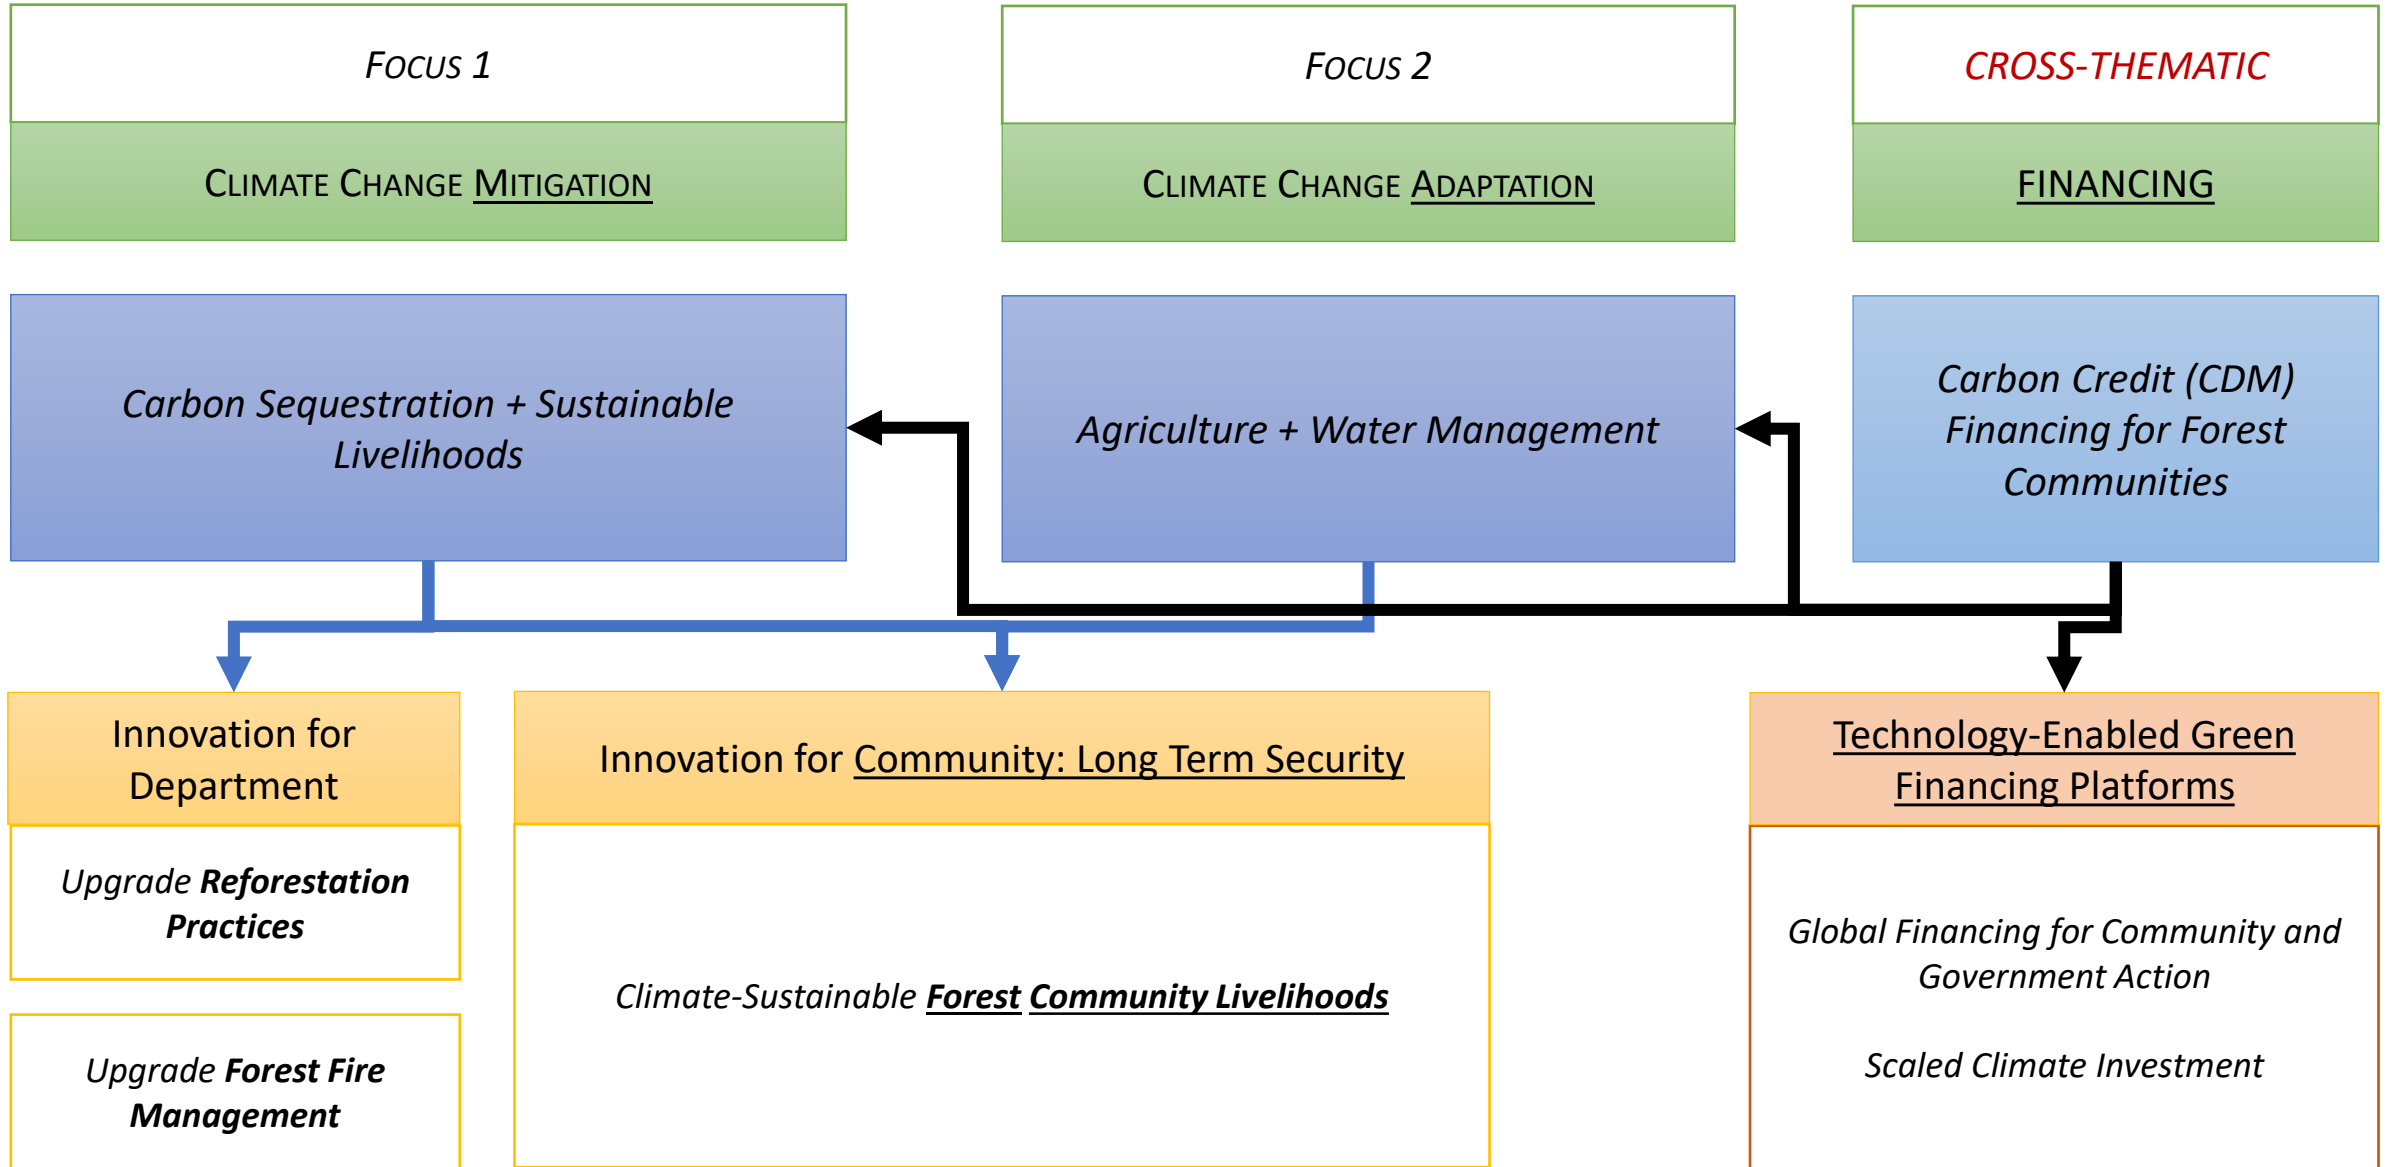 FOCUS 1
FOCUS 2
CROSS-THEMATIC
CLIMATE CHANGE MITIGATION
CLIMATE CHANGE ADAPTATION
FINANCING
Carbon Sequestration + Sustainable
Livelihoods
Agriculture + Water Management
Carbon Credit (CDM)
Financing for Forest
Communities
Innovation for
Department
Innovation for Community: Long Term Security
Technology-Enabled Green
Financing Platforms
Upgrade Reforestation
Practices
Upgrade Forest Fire
Management
Climate-Sustainable Forest Community Livelihoods
Global Financing for Community and
Government Action
Scaled Climate Investment